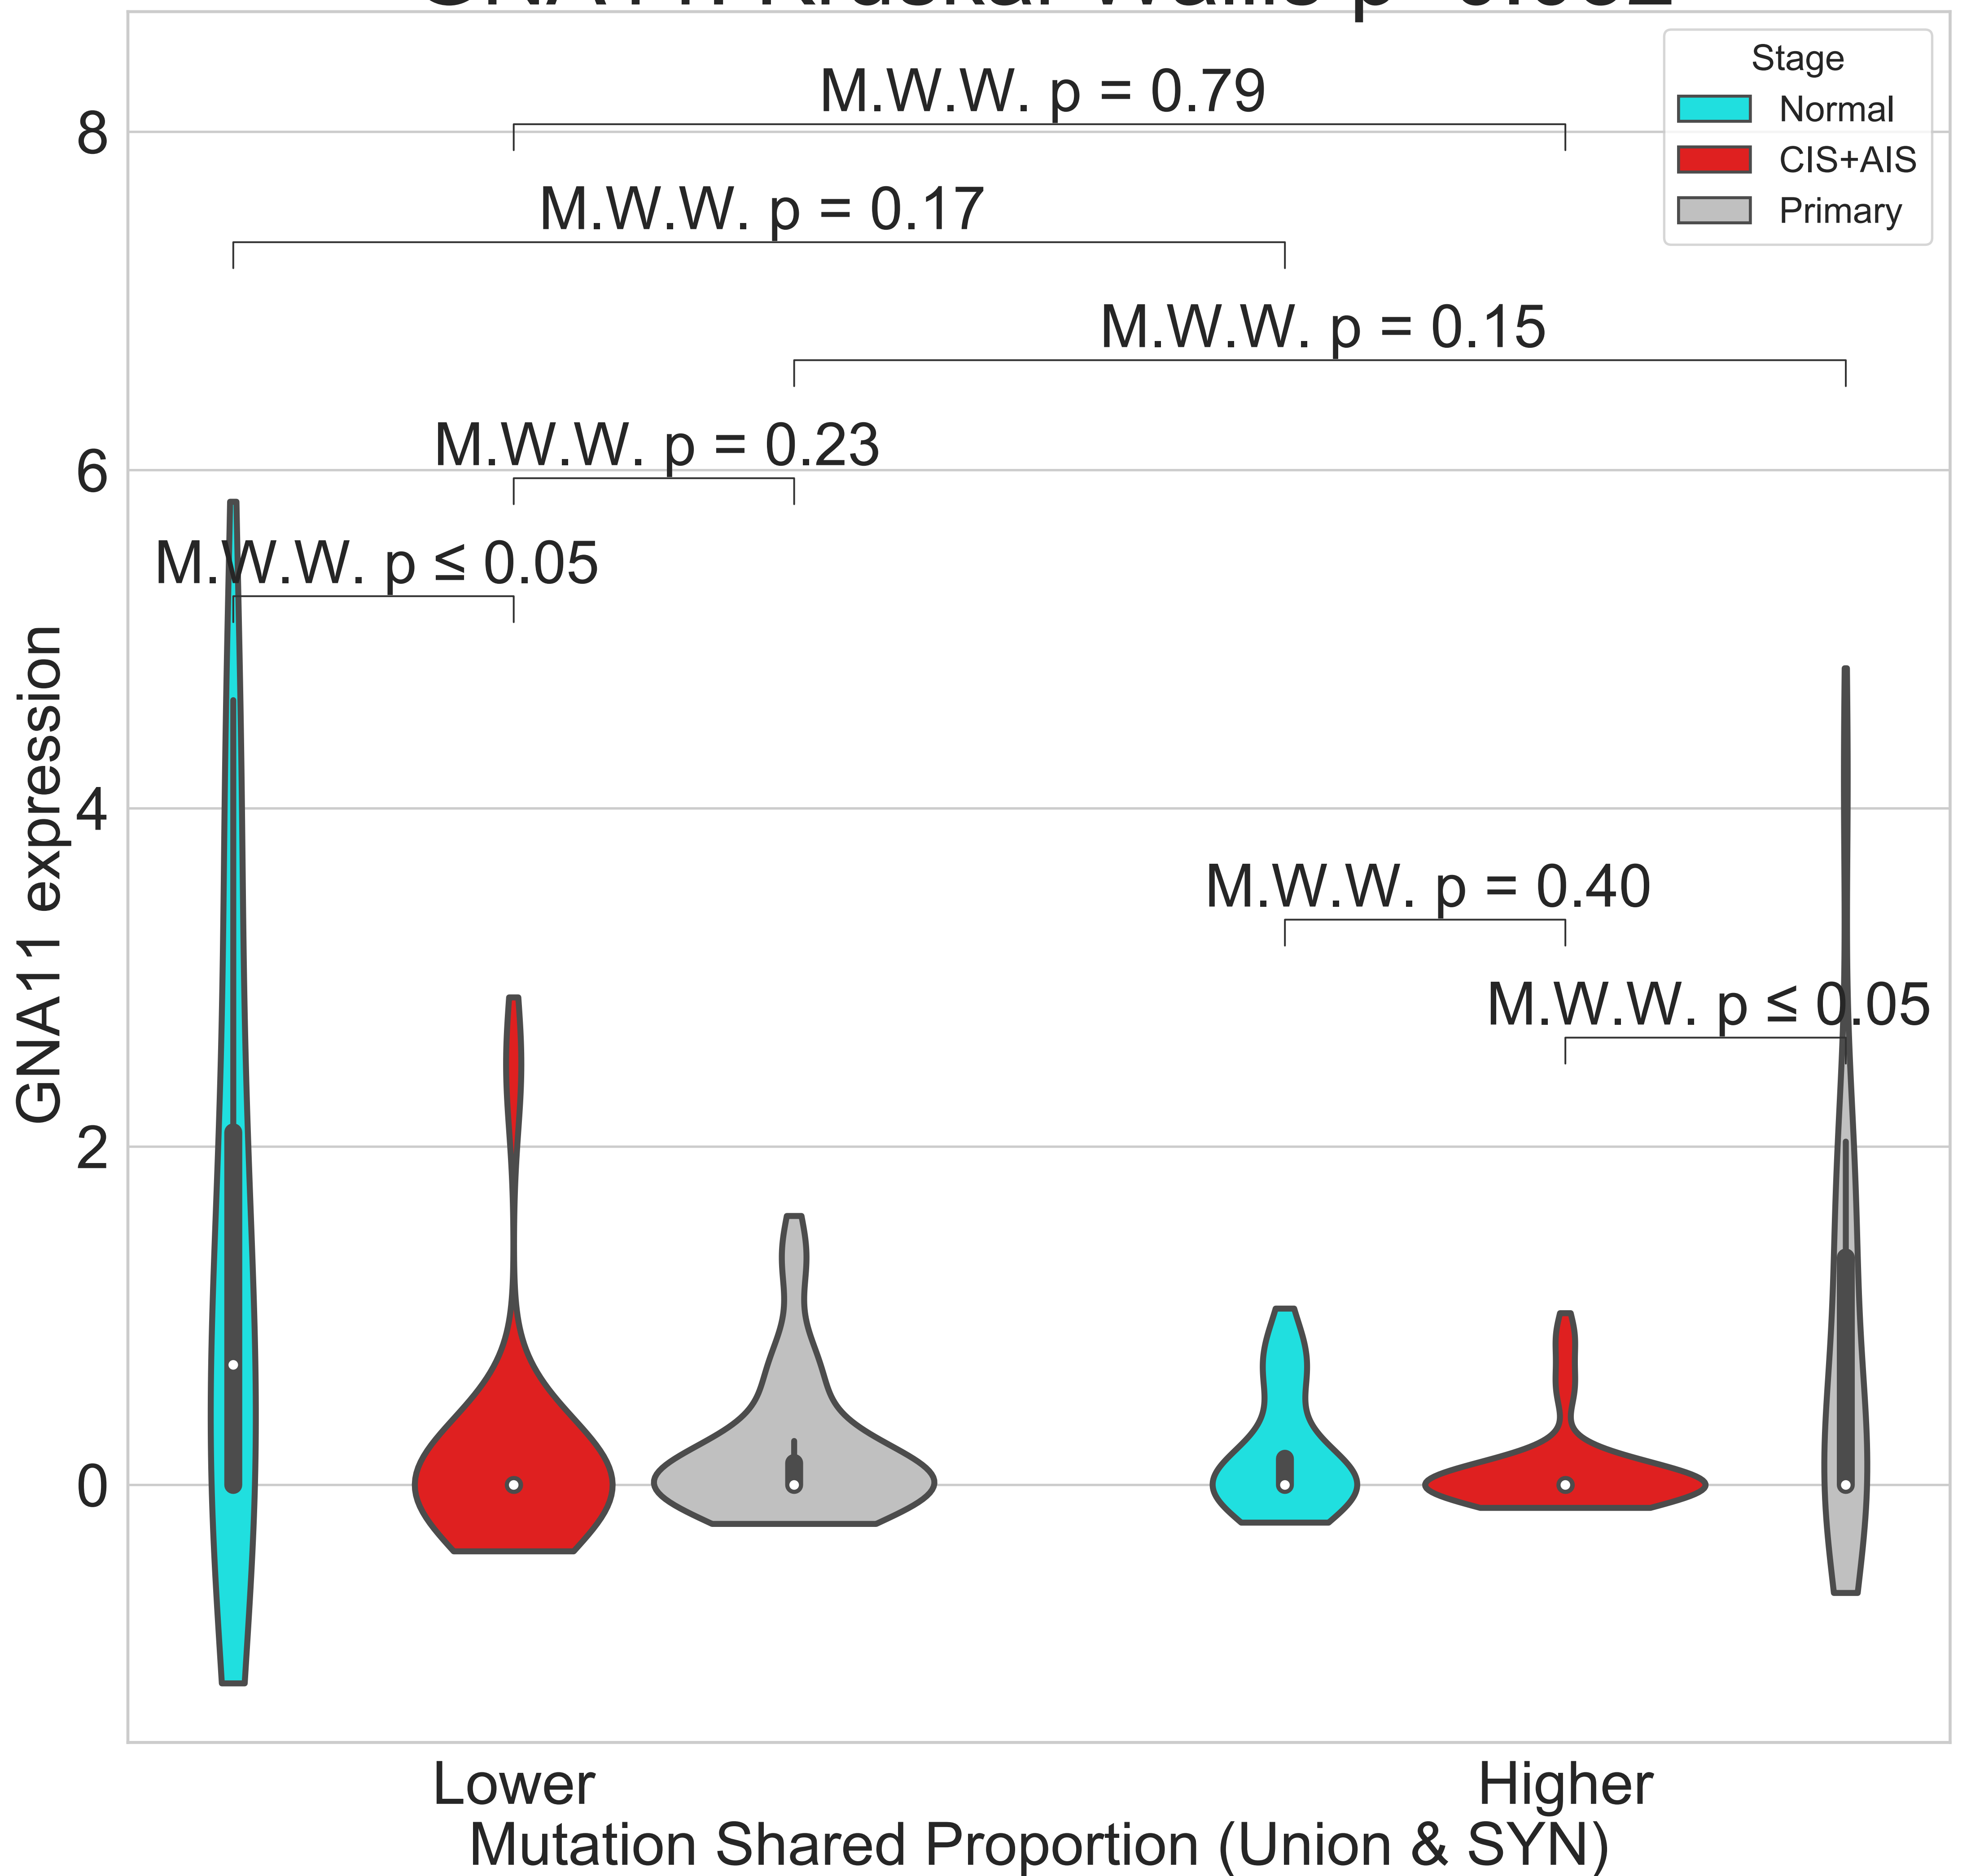 Stage
Normal
CIS+AIS
Primary
M.W.W. p = 0.79
M.W.W. p = 0.17
M.W.W. p = 0.15
M.W.W. p = 0.23
M.W.W. p ≤ 0.05
M.W.W. p = 0.40
M.W.W. p ≤ 0.05
8
6
4
2
0
GNA11 expression
Lower
Higher
Mutation Shared Proportion (Union & SYN)